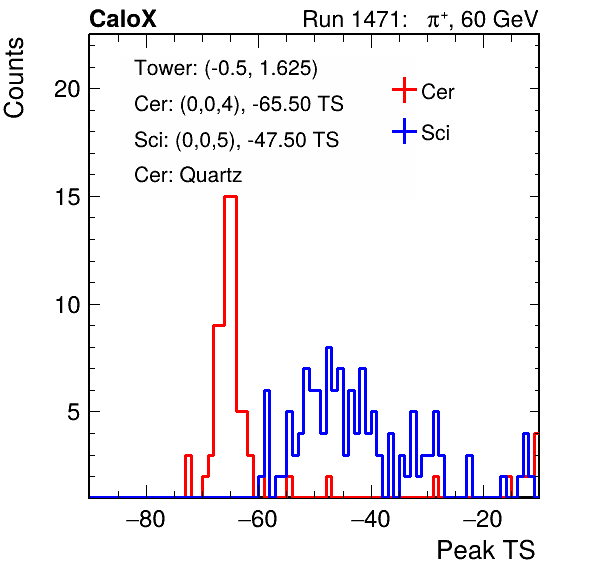 CaloX Run 1471: π⁺, 60 GeV
Counts
Tower: (-0.5, 1.625)
Cer: (0,0,4), -65.50 TS
Sci: (0,0,5), -47.50 TS
Cer: Quartz
Cer
Sci
20
15
10
5
−80 −60 −40 −20
Peak TS